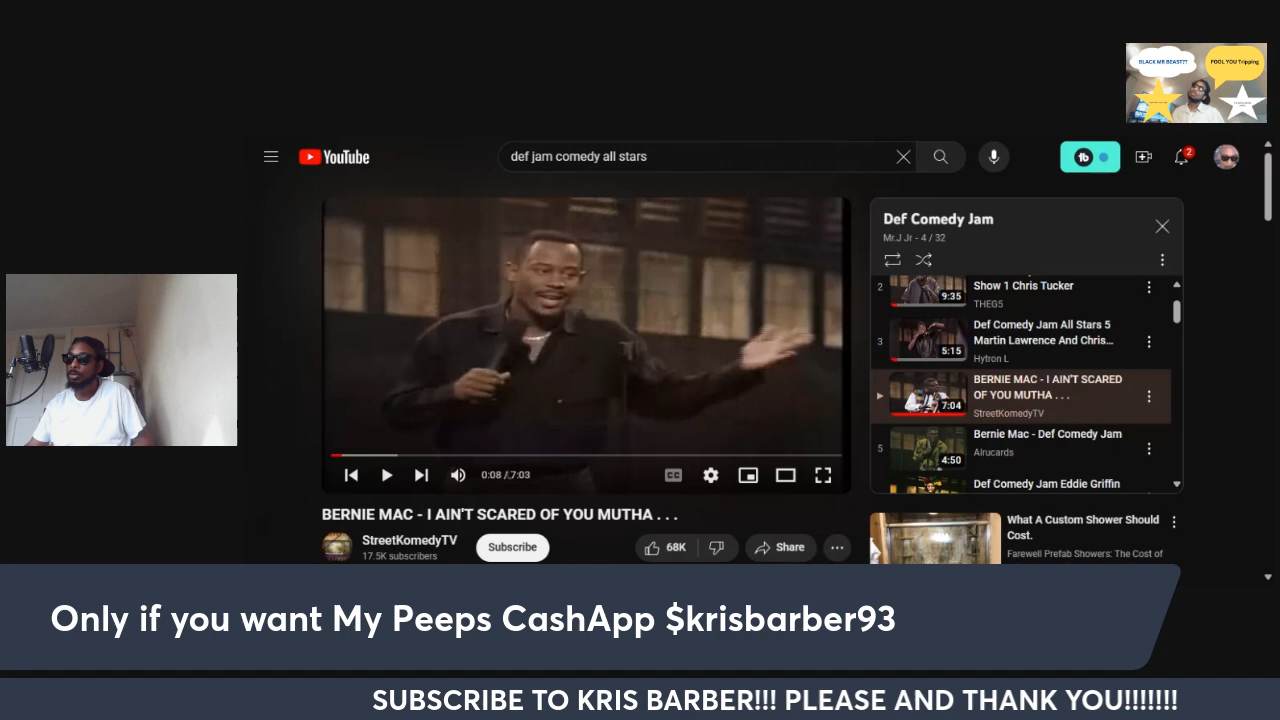 BLACK MR BEAST??
FOOL YOU Tripping
YouTube
def jam comedy all stars
2
Def Comedy Jam
Mr.J Jr - 4 / 32
2
9:35
Show 1 Chris Tucker
THEG5
3
5:15
Def Comedy Jam All Stars 5
Martin Lawrence And Chris...
Hytron L
7:04
BERNIE MAC - I AIN'T SCARED
OF YOU MUTHA . . .
StreetKomedyTV
5
4:50
Bernie Mac - Def Comedy Jam
Alrucards
Def Comedy Jam Eddie Griffin
0:08 / 7:03
CC
BERNIE MAC - I AIN'T SCARED OF YOU MUTHA . . .
StreetKomedyTV
17.5K subscribers
Subscribe
68K
Share
What A Custom Shower Should
Cost.
Farewell Prefab Showers: The Cost of
Only if you want My Peeps CashApp $krisbarber93
SUBSCRIBE TO KRIS BARBER!!! PLEASE AND THANK YOU!!!!!!!